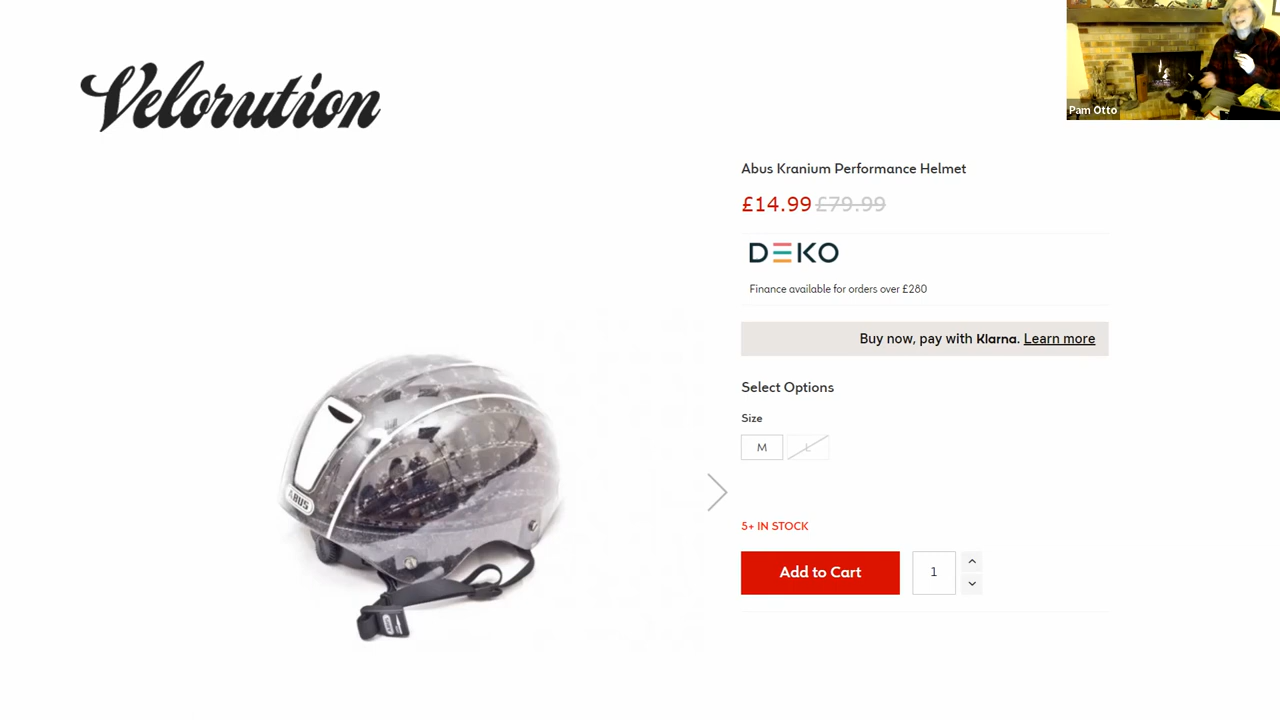 Velorution
Pam Otto
Abus Kranium Performance Helmet
£14.99 £79.99
DEKO
Finance available for orders over £280
Buy now, pay with Klarna. Learn more
Select Options
Size
M L
ABUS
5+ IN STOCK
Add to Cart 1